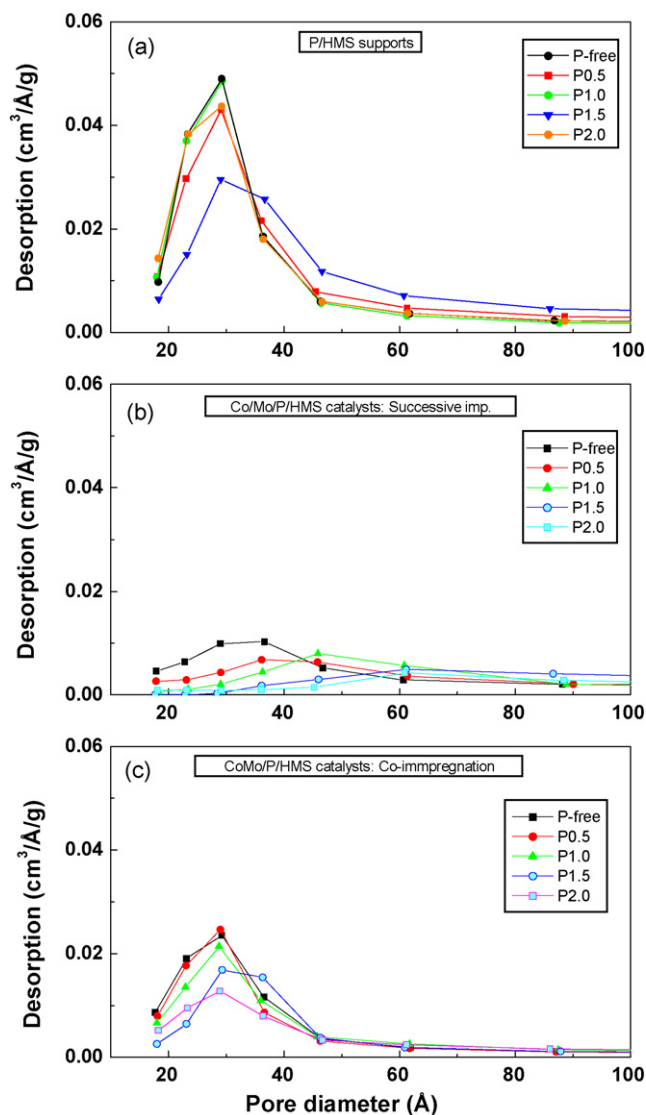 (a)
P/HMS supports
P-free
P0.5
P1.0
P1.5
P2.0
Desorption (cm³/Å/g)
0.06
0.04
0.02
0.00
20 40 60 80 100
(b)
Co/Mo/P/HMS catalysts: Successive imp.
P-free
P0.5
P1.0
P1.5
P2.0
Desorption (cm³/Å/g)
0.06
0.04
0.02
0.00
20 40 60 80 100
(c)
CoMo/P/HMS catalysts: Co-immpregnation
P-free
P0.5
P1.0
P1.5
P2.0
Desorption (cm³/Å/g)
0.06
0.04
0.02
0.00
20 40 60 80 100
Pore diameter (Å)